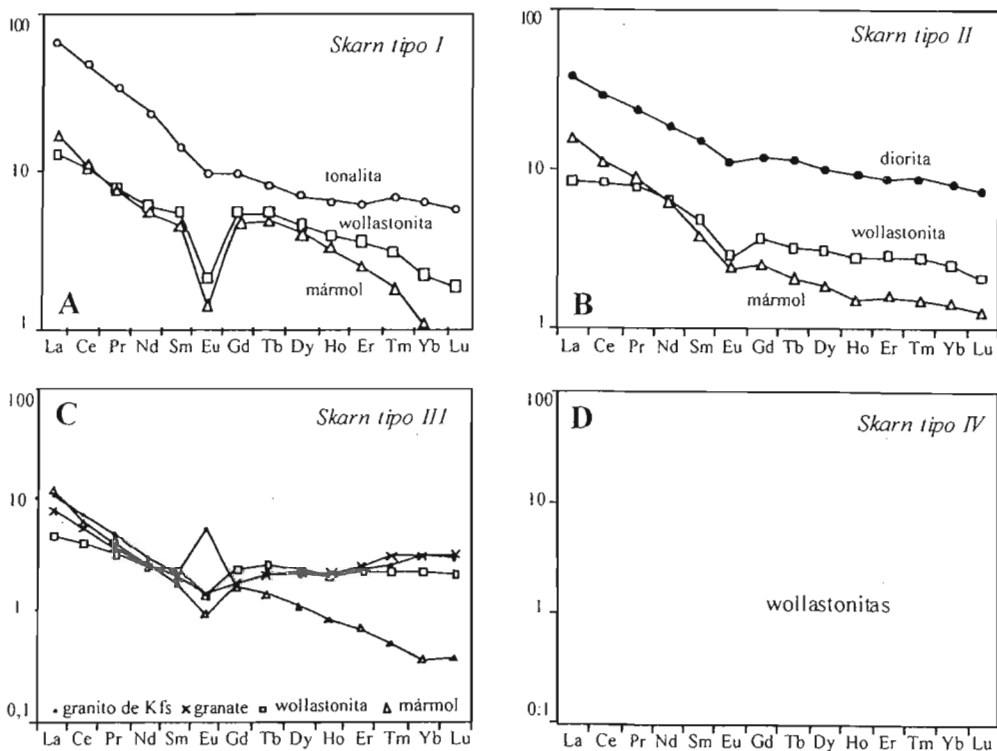 100
Skarn tipo I
10
tonalita
wollastonita
mármol
A
1
La Ce Pr Nd Sm Eu Gd Tb Dy Ho Er Tm Yb Lu
100
Skarn tipo II
10
diorita
wollastonita
mármol
B
1
La Ce Pr Nd Sm Eu Gd Tb Dy Ho Er Tm Yb Lu
100
C
Skarn tipo III
10
1
granito de Kfs granate wollastonita mármol
0,1
La Ce Pr Nd Sm Eu Gd Tb Dy Ho Er Tm Yb Lu
100
D
Skarn tipo IV
10
1
wollastonitas
0:1
La Ce Pr Nd Sm Eu Gd Tb Dy Ho Er Tm Yb Lu